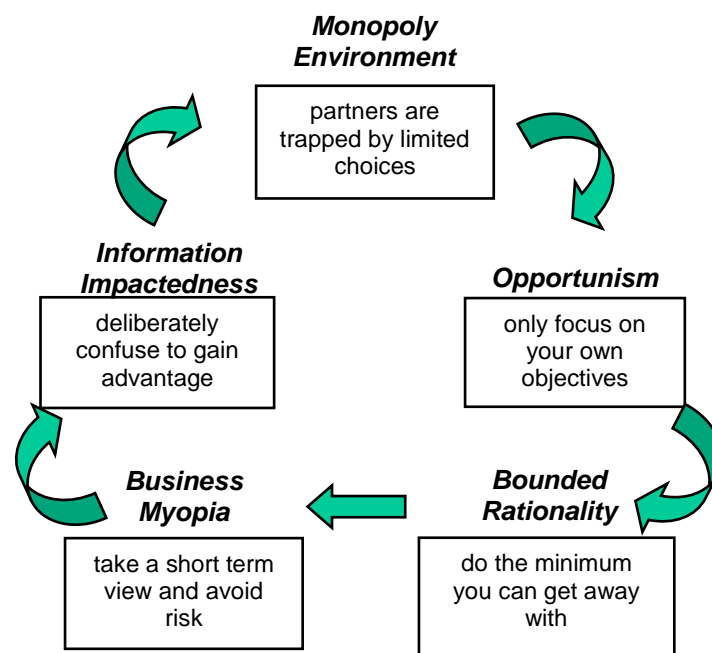 Monopoly
Environment
partners are
trapped by limited
choices
Opportunism
only focus on
your own
objectives
Bounded
Rationality
do the minimum
you can get away
with
Business
Myopia
take a short term
view and avoid
risk
Information
Impactedness
deliberately
confuse to gain
advantage